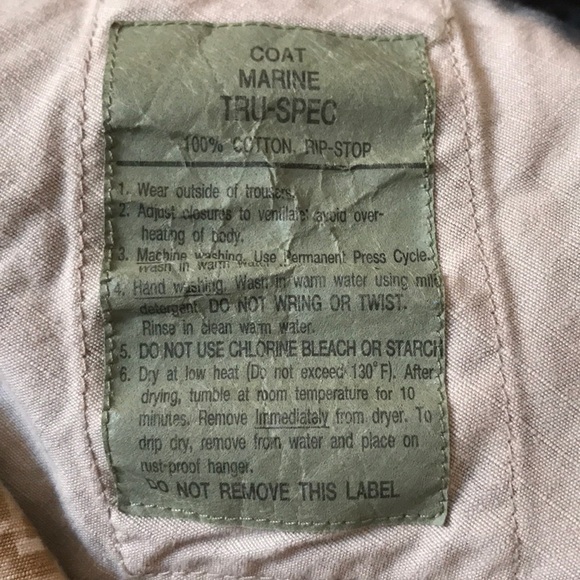 COAT
MARINE
TRU-SPEC
100% COTTON, RIP-STOP
1. Wear outside of trousers.
2. Adjust closures to ventilate avoid over-
heating of body.
3. Machine washing. Use Permanent Press Cycle.
wash in warm water
4. Hand washing. Wash in warm water using mild
detergent. DO NOT WRING OR TWIST.
Rinse in clean warm water.
5. DO NOT USE CHLORINE BLEACH OR STARCH
6. Dry at low heat (Do not exceed 130°F). After
drying, tumble at room temperature for 10
minutes. Remove Immediately from dryer. To
drip dry, remove from water and place on
rust-proof hanger.
DO NOT REMOVE THIS LABEL